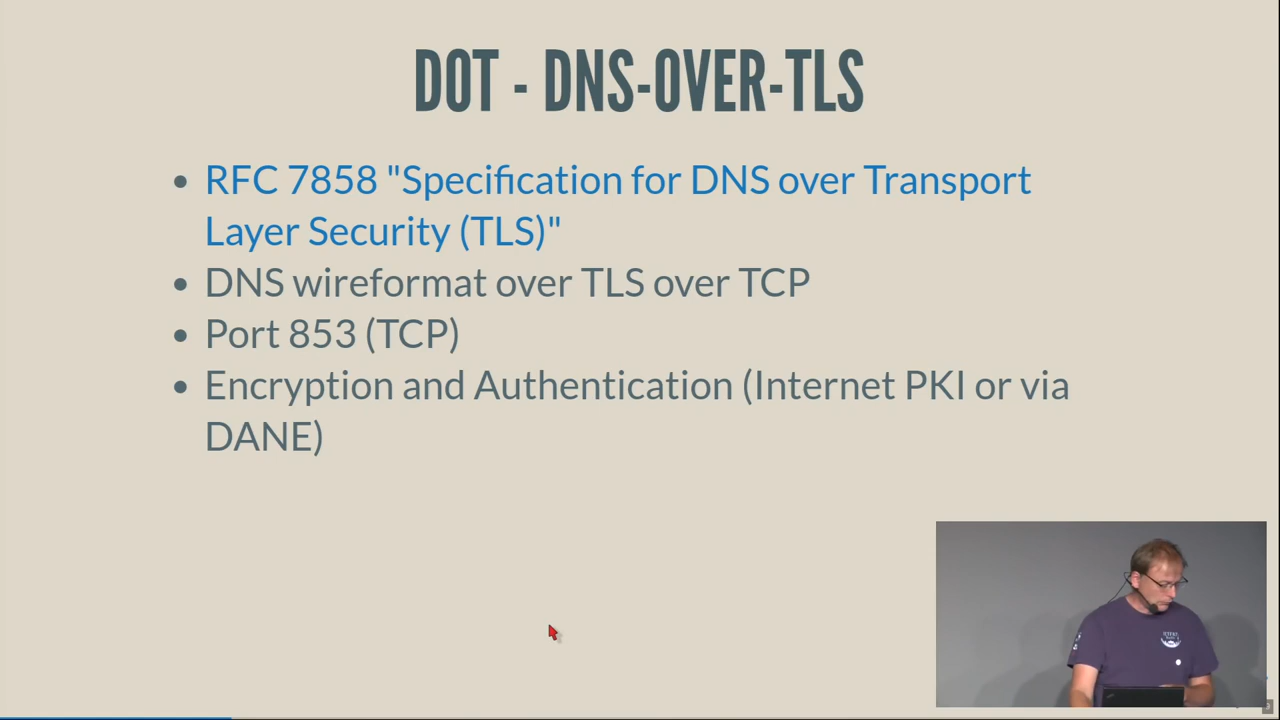 DOT - DNS-OVER-TLS
RFC 7858 "Specification for DNS over Transport
Layer Security (TLS)"
DNS wireformat over TLS over TCP
Port 853 (TCP)
Encryption and Authentication (Internet PKI or via
DANE)